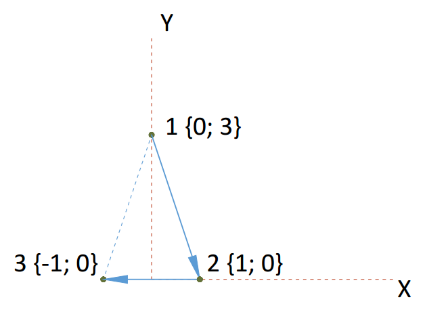 Y
1 {0; 3}
3 {-1; 0}
2 {1; 0}
X